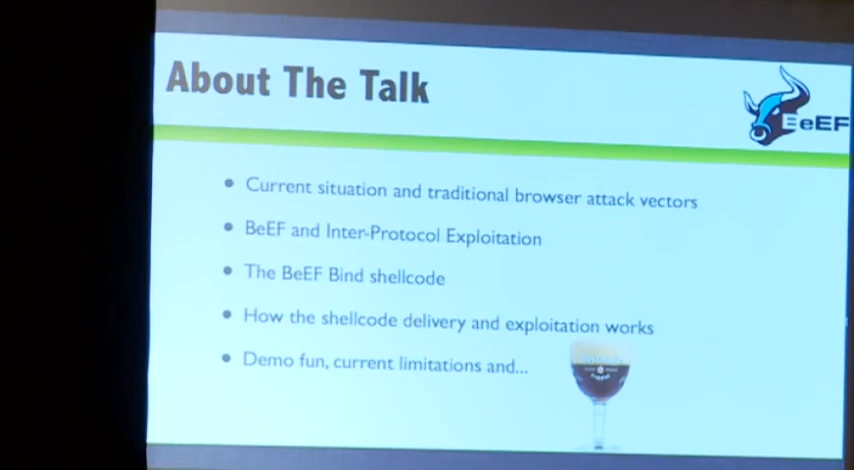 About The Talk
BeEF
Current situation and traditional browser attack vectors
BeEF and Inter-Protocol Exploitation
The BeEF Bind shellcode
How the shellcode delivery and exploitation works
Demo fun, current limitations and...